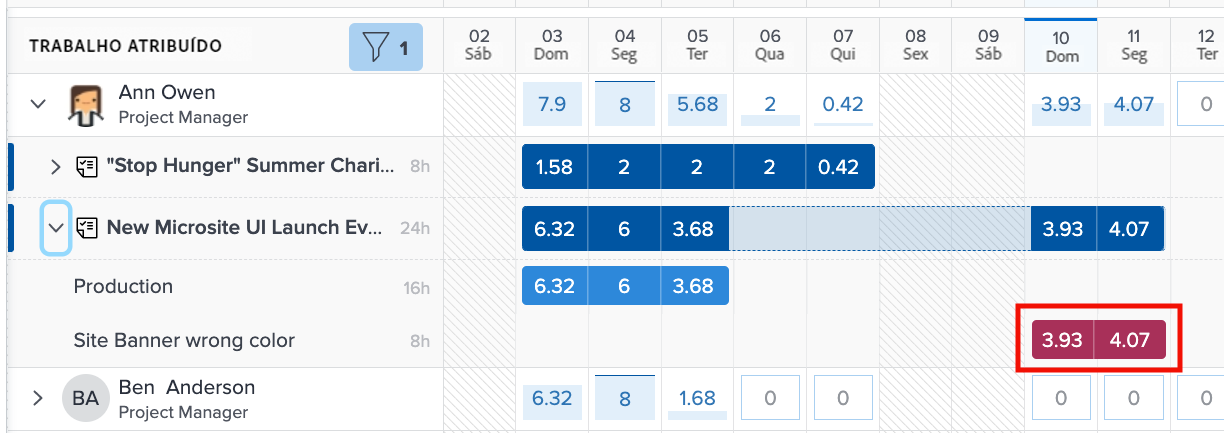 TRABALHO ATRIBUÍDO 1 02 03 04 05 06 07 08 09 10 11 12
Sáb Dom Seg Ter Qua Qui Sex Sáb Dom Seg Ter
Ann Owen 7.9 8 5.68 2 0.42 3.93 4.07 0
Project Manager
"Stop Hunger" Summer Chari... 8h 1.58 2 2 2 0.42
New Microsite UI Launch Ev... 24h 6.32 6 3.68 3.93 4.07
Production 16h 6.32 6 3.68
Site Banner wrong color 8h 3.93 4.07
BA Ben Anderson 6.32 8 1.68 0 0 0 0 0
Project Manager